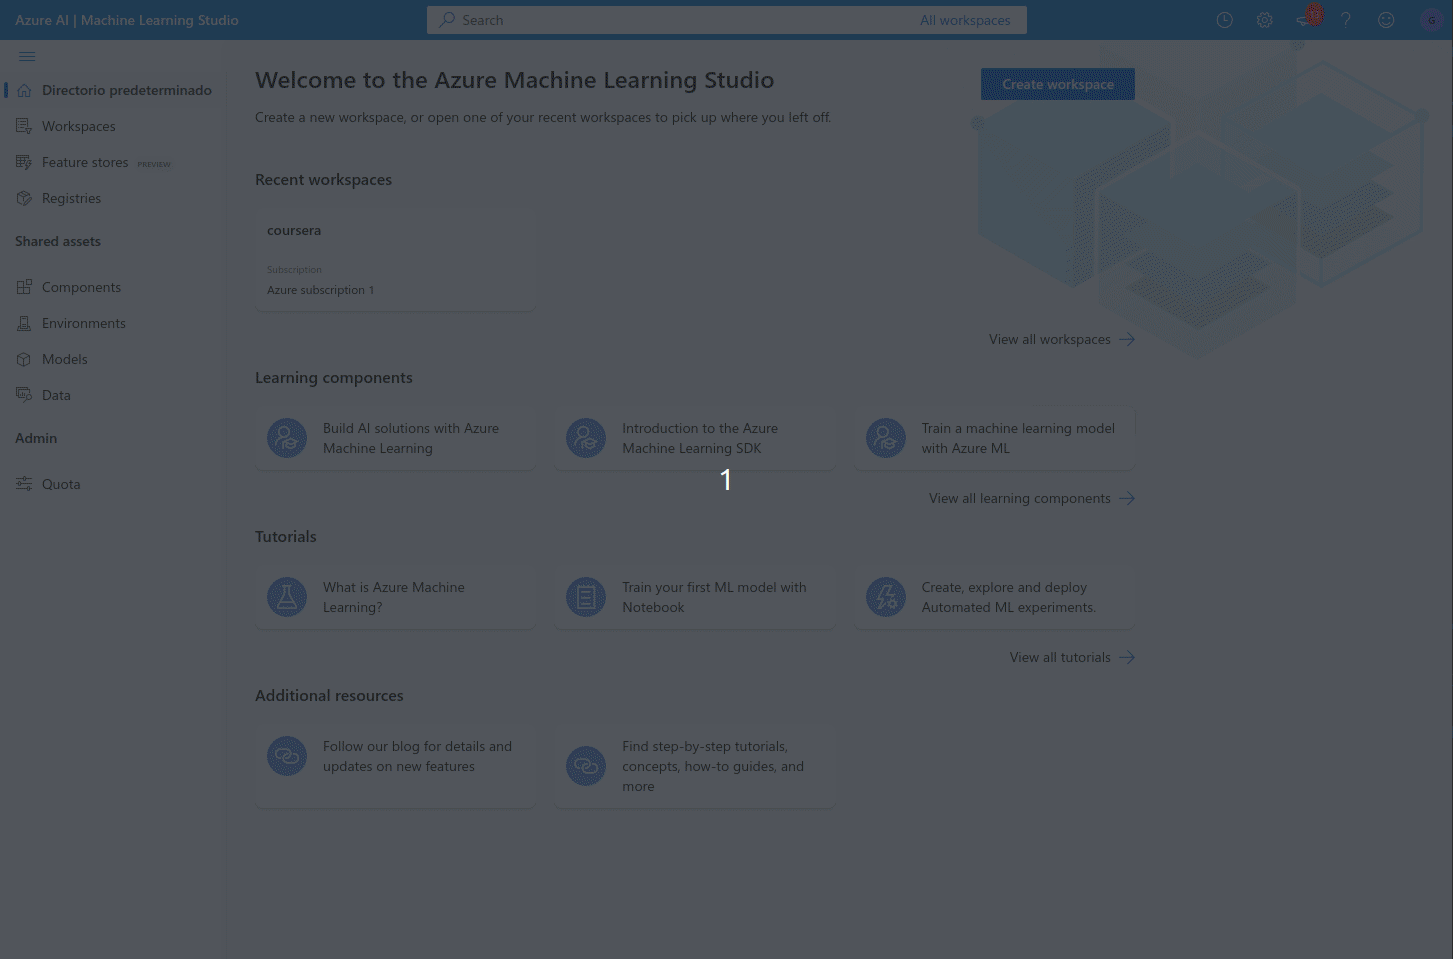 Azure AI | Machine Learning Studio
Search
All workspaces
G
Directorio predeterminado
Workspaces
Feature stores PREVIEW
Registries
Shared assets
Components
Environments
Models
Data
Admin
Quota
Welcome to the Azure Machine Learning Studio
Create workspace
Create a new workspace, or open one of your recent workspaces to pick up where you left off.
Recent workspaces
coursera
Subscription
Azure subscription 1
View all workspaces
Learning components
Build AI solutions with Azure
Machine Learning
Introduction to the Azure
Machine Learning SDK
Train a machine learning model
with Azure ML
1
View all learning components
Tutorials
What is Azure Machine
Learning?
Train your first ML model with
Notebook
Create, explore and deploy
Automated ML experiments.
View all tutorials
Additional resources
Follow our blog for details and
updates on new features
Find step-by-step tutorials,
concepts, how-to guides, and
more